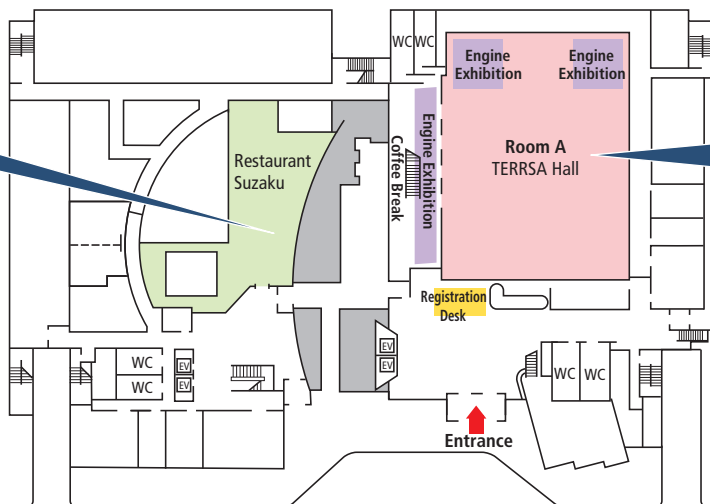 WC WC
Engine
Exhibition
Engine
Exhibition
Engine Exhibition
Coffee Break
Restaurant
Suzaku
Room A
TERRSA Hall
Registration
Desk
EV
EV
WC
WC
EV
EV
WC WC
Entrance